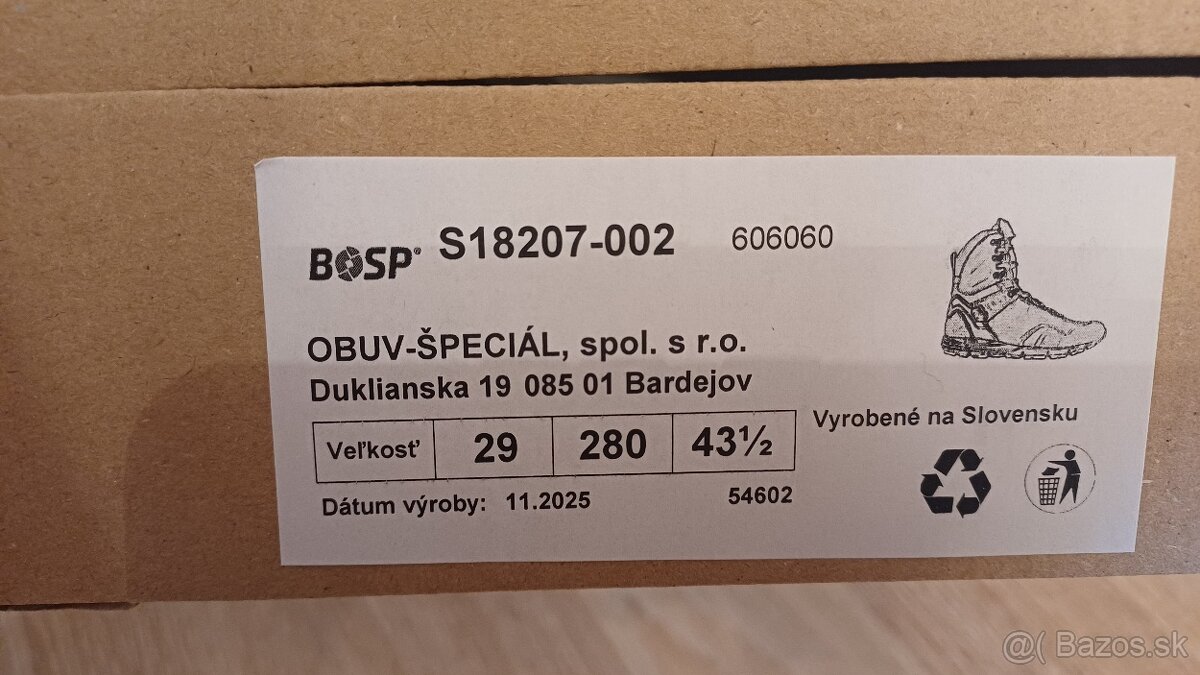 BOSP® S18207-002 606060
OBUV-ŠPECIÁL, spol. s r.o.
Duklianska 19 085 01 Bardejov
Veľkosť 29 280 43½
Vyrobené na Slovensku
Dátum výroby: 11.2025 54602
@( Bazos.sk